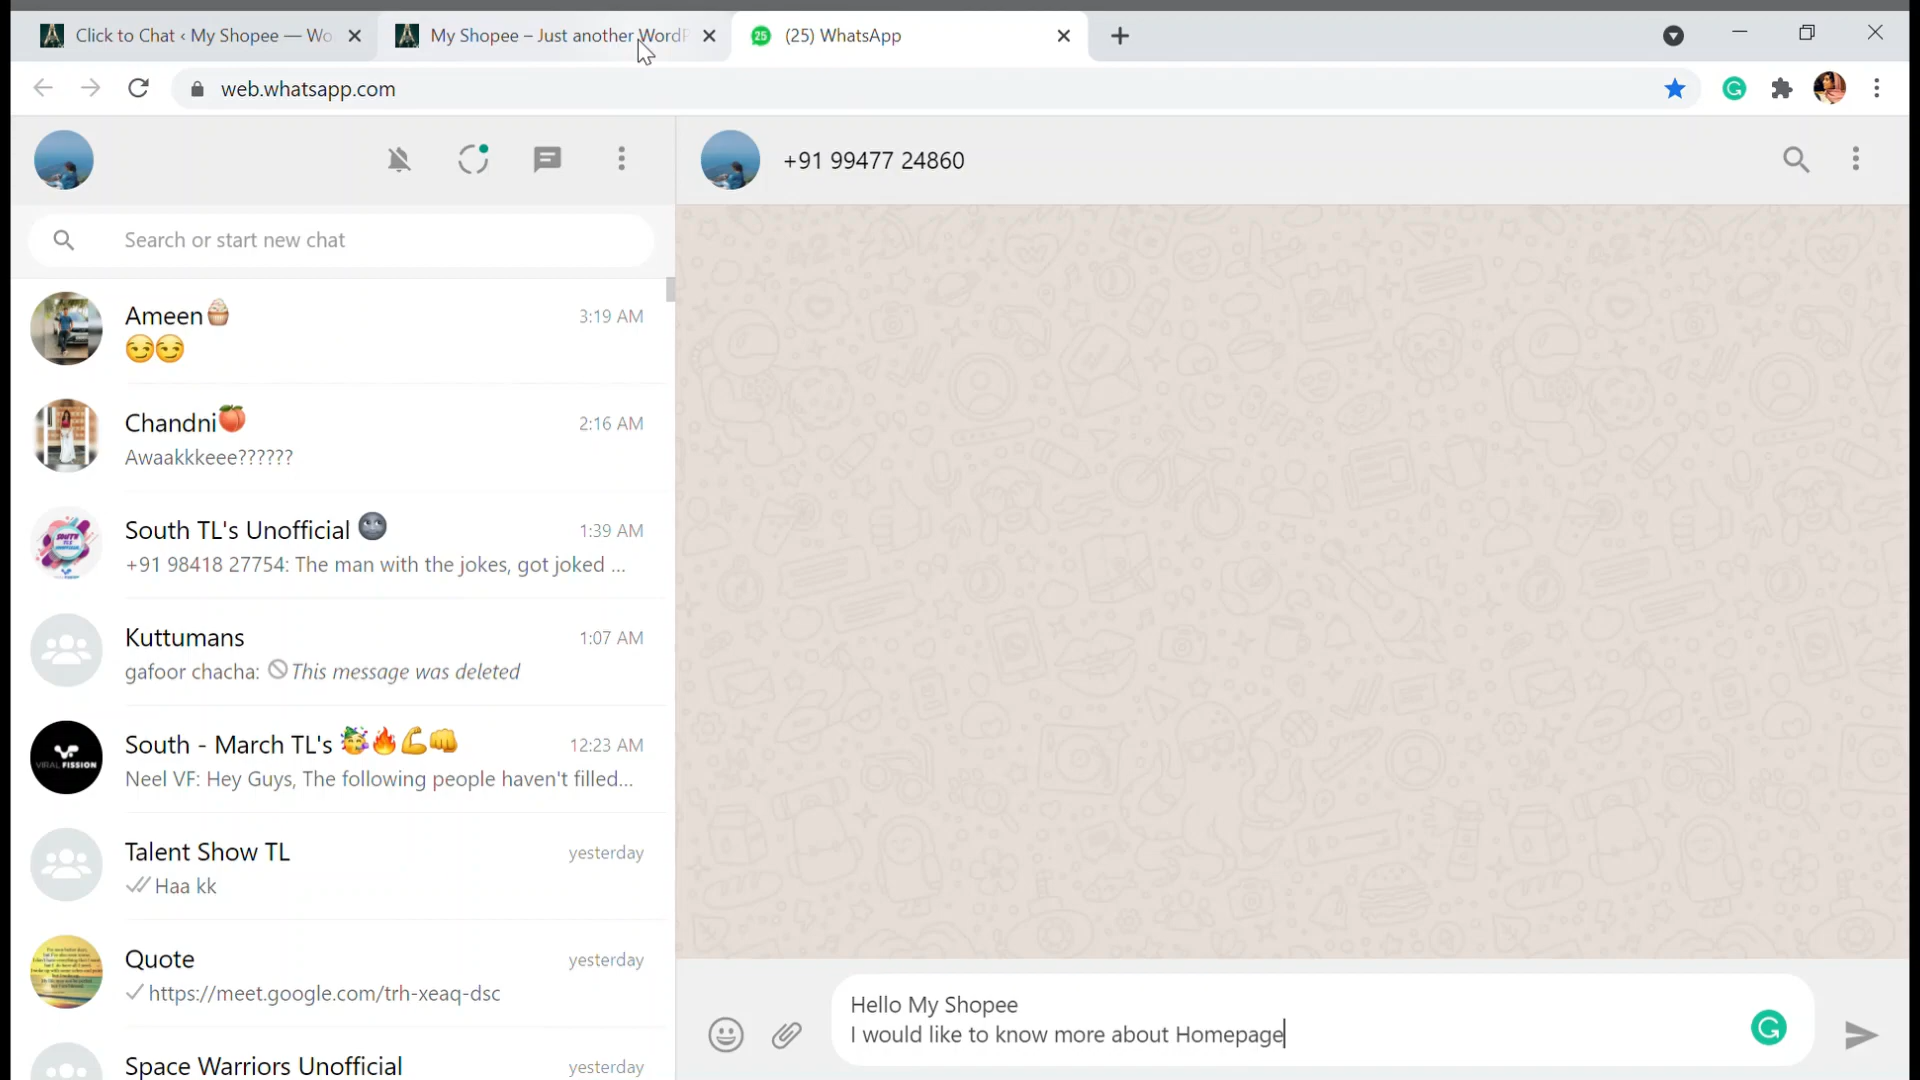 Click to Chat ‹ My Shopee — Wo
My Shopee – Just another WordP
25
(25) WhatsApp
web.whatsapp.com
+91 99477 24860
Search or start new chat
Ameen🧁
3:19 AM
😏😏
Chandni🍑
2:16 AM
Awaakkkeee??????
South TL's Unofficial 🌚
1:39 AM
+91 98418 27754: The man with the jokes, got joked ...
Kuttumans
1:07 AM
gafoor chacha: 🚫This message was deleted
VIRAL FISSION
South - March TL's 🥳🔥💪👊
12:23 AM
Neel VF: Hey Guys, The following people haven't filled...
Talent Show TL
yesterday
Haa kk
Quote
yesterday
https://meet.google.com/trh-xeaq-dsc
Space Warriors Unofficial
yesterday
Hello My Shopee
I would like to know more about Homepage